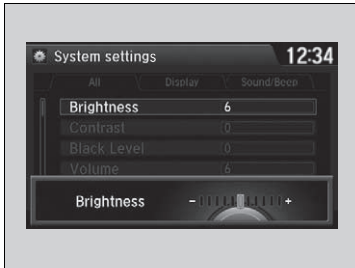 System settings 12:34
All Display Sound/Beep
Brightness 6
Contrast 0
Black Level 0
Volume 6
Brightness - +